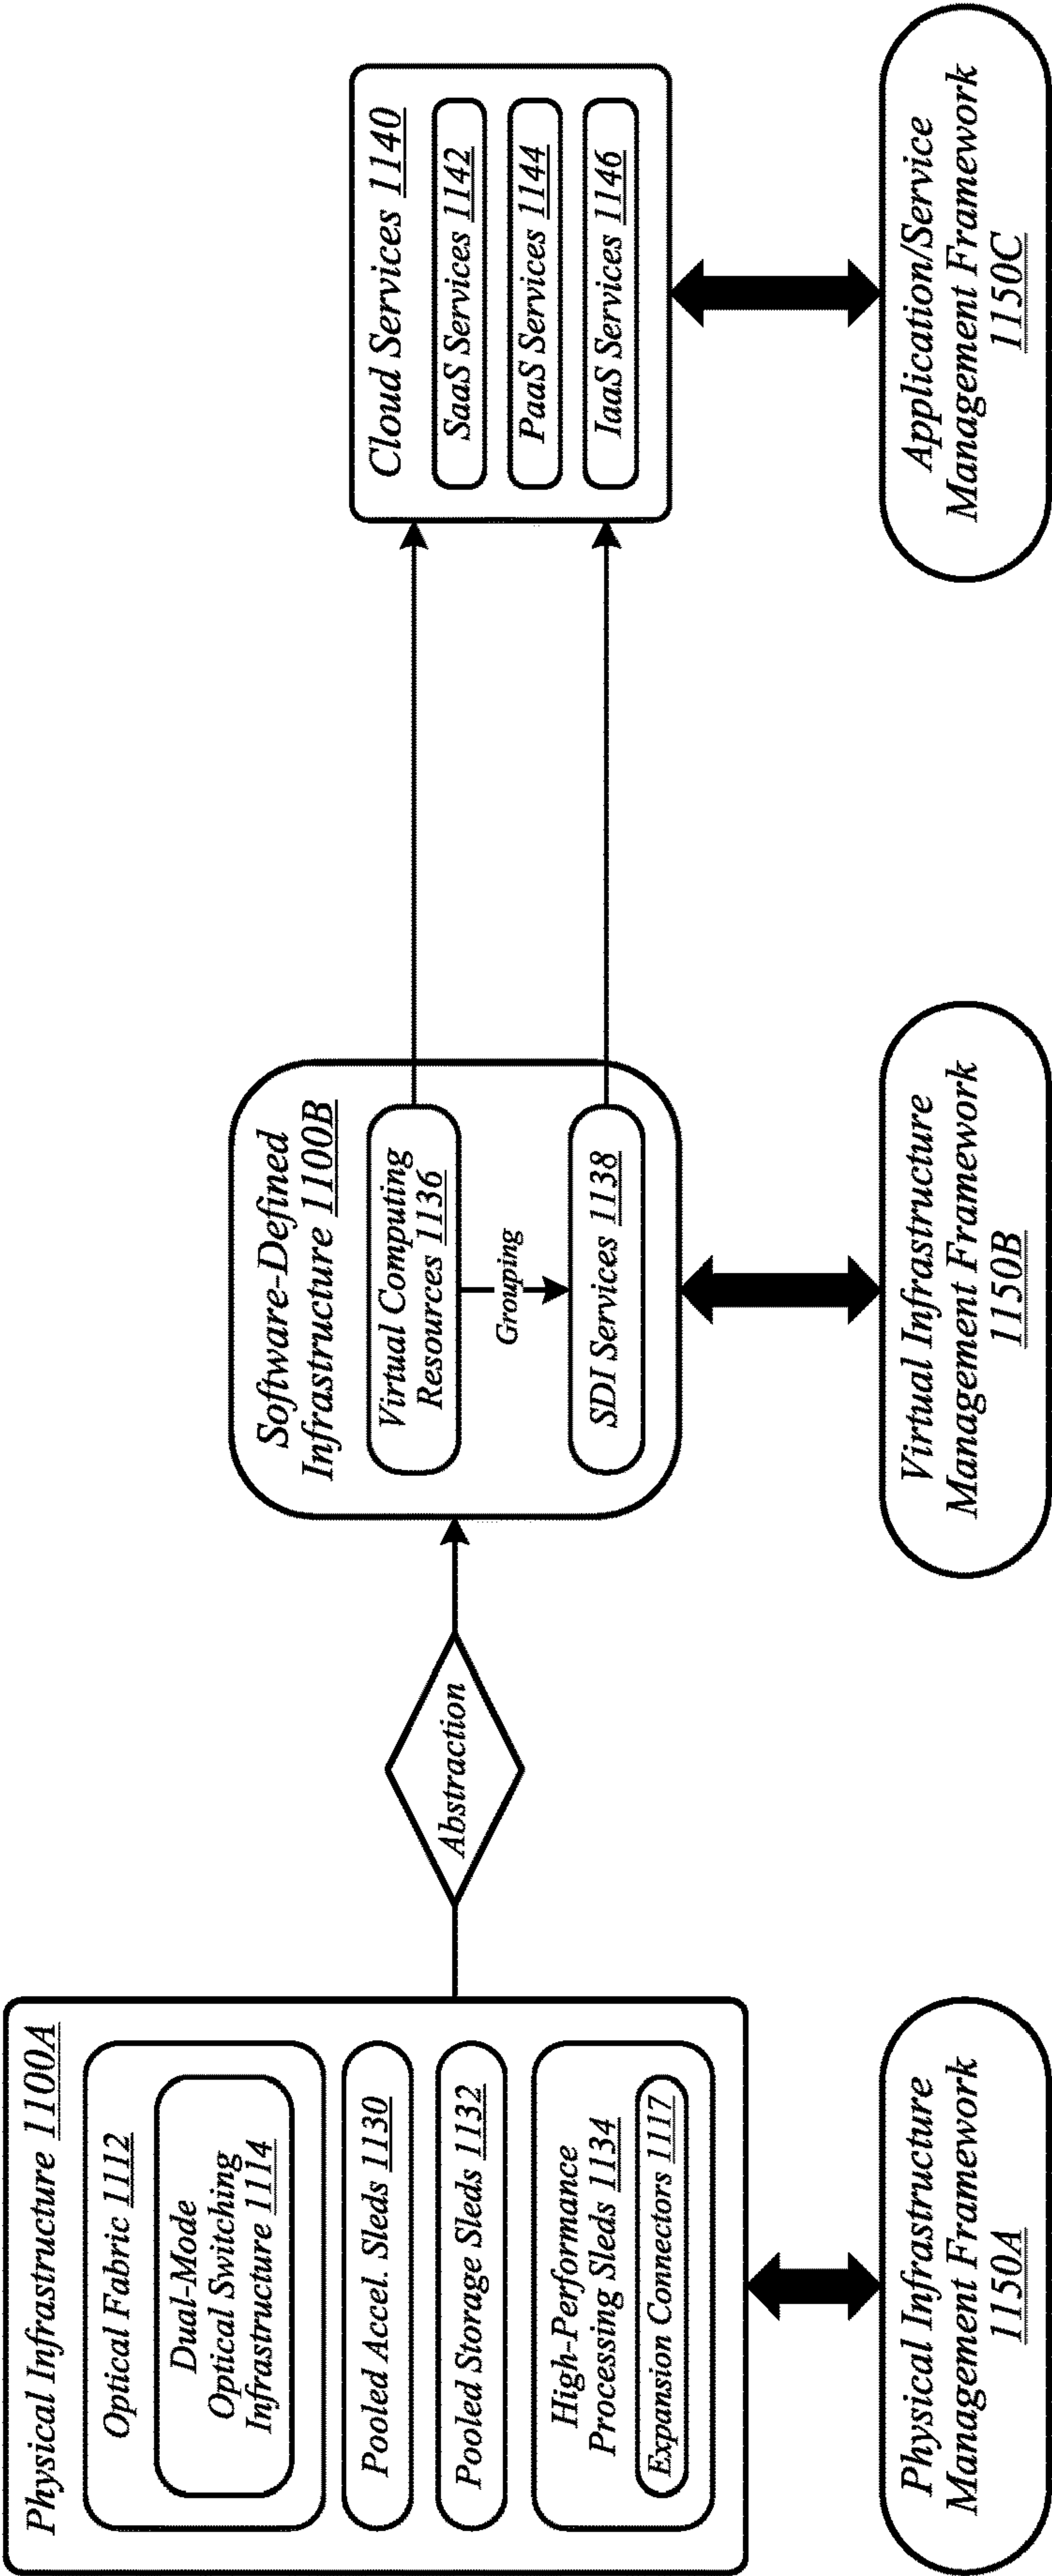 Physical Infrastructure 1100A
Optical Fabric 1112
Dual-Mode
Optical Switching
Infrastructure 1114
Pooled Accel. Sleds 1130
Pooled Storage Sleds 1132
High-Performance
Processing Sleds 1134
Expansion Connectors 1117
Physical Infrastructure
Management Framework
1150A
Abstraction
Software-Defined
Infrastructure 1100B
Virtual Computing
Resources 1136
Grouping
SDI Services 1138
Virtual Infrastructure
Management Framework
1150B
Cloud Services 1140
SaaS Services 1142
PaaS Services 1144
IaaS Services 1146
Application/Service
Management Framework
1150C